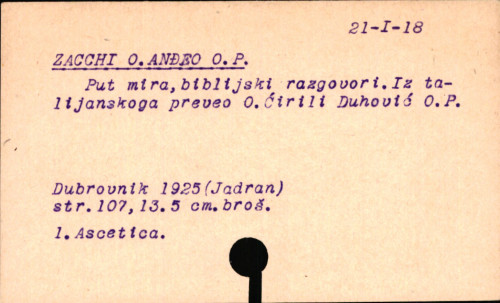 21-I-18
ZACCHI O.ANĐEO O.P.
Put mira,biblijski razgovori.Iz ta-
lijanskoga preveo O.Ćirili Duhović O.P.
Dubrovnik 1925(Jadran)
str.107,13.5 cm.broš.
1.Ascetica.